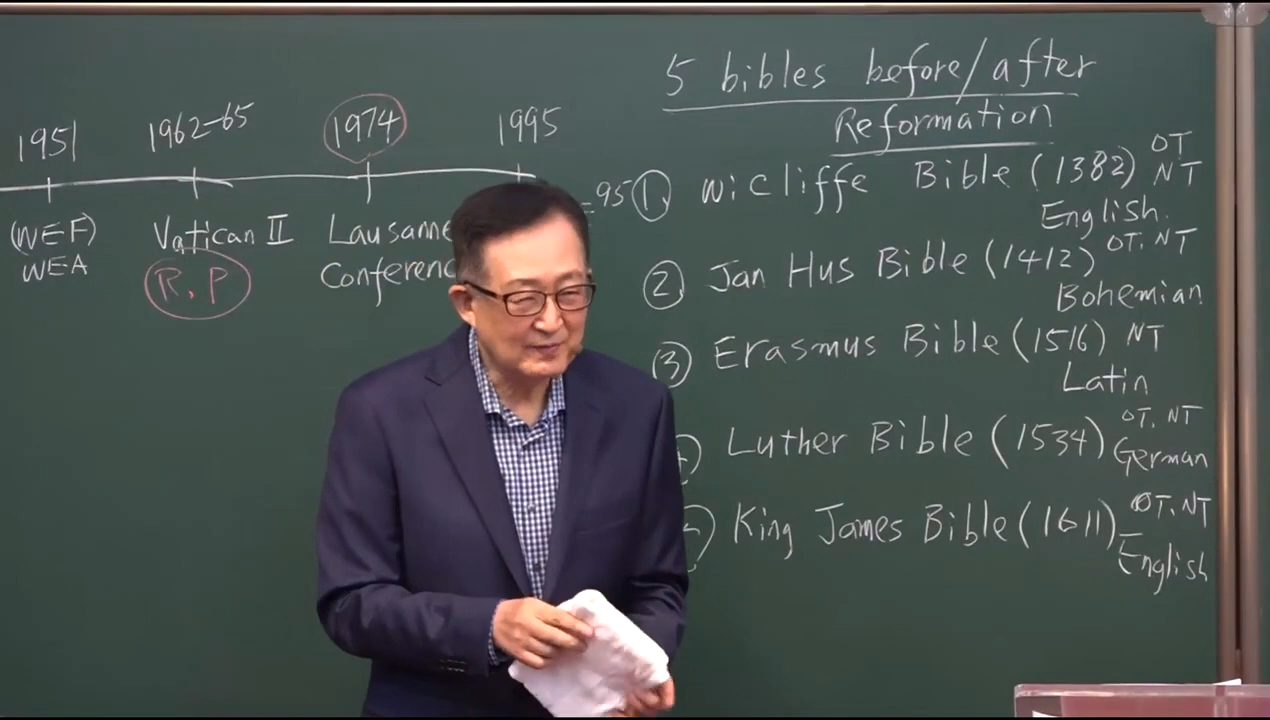 1951 1962-65 1974 1995
(WEF) Vatican II Lausanne
WEA R.P Conferenc
5 bibles before/after
Reformation
=95
① Wicliffe Bible (1382) OT NT
English.
② Jan Hus Bible (1412) OT. NT
Bohemian
③ Erasmus Bible (1516) NT
Latin
Luther Bible (1534) OT. NT
German
King James Bible (1611) OT. NT
English